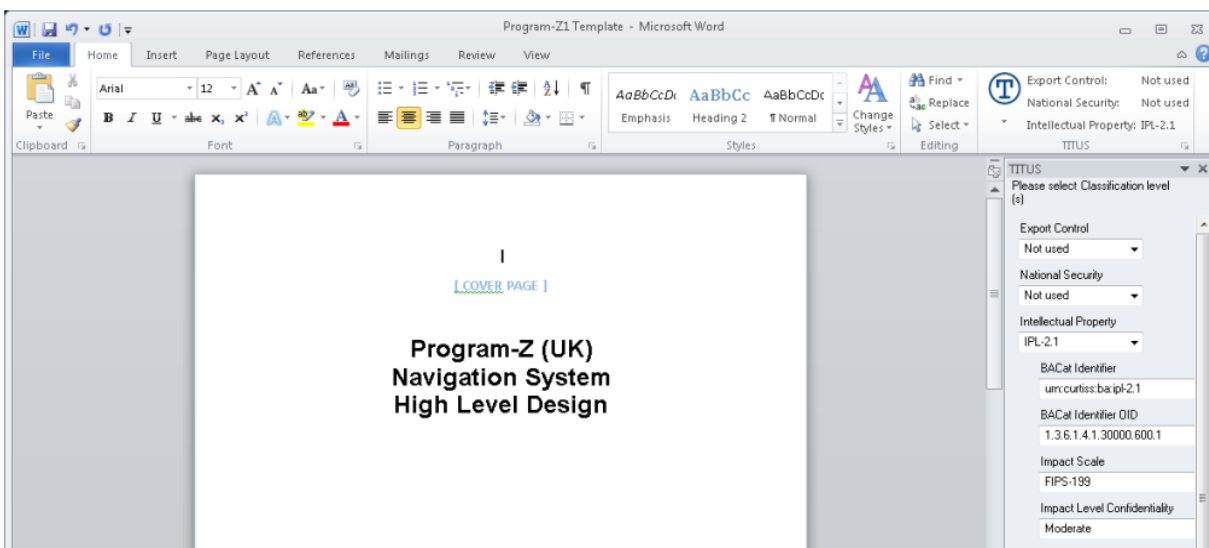 Program-Z1 Template - Microsoft Word
File Home Insert Page Layout References Mailings Review View
Paste
Clipboard
Arial 12 A A Aa
B I U abe x, x² A ab A
Font
Paragraph
AaBbCcDc AaBbCc AaBbCcDc
Emphasis Heading 2 ¶ Normal
Change
Styles
Styles
Find
Replace
Select
Editing
T
Export Control: Not used
National Security: Not used
Intellectual Property: IPL-2.1
TITUS
[ COVER PAGE ]
Program-Z (UK)
Navigation System
High Level Design
TITUS
Please select Classification level
(s)
Export Control
Not used
National Security
Not used
Intellectual Property
IPL-2.1
BACat Identifier
urn:curtiss:ba:ipl-2.1
BACat Identifier OID
1.3.6.1.4.1.30000.600.1
Impact Scale
FIPS-199
Impact Level Confidentiality
Moderate